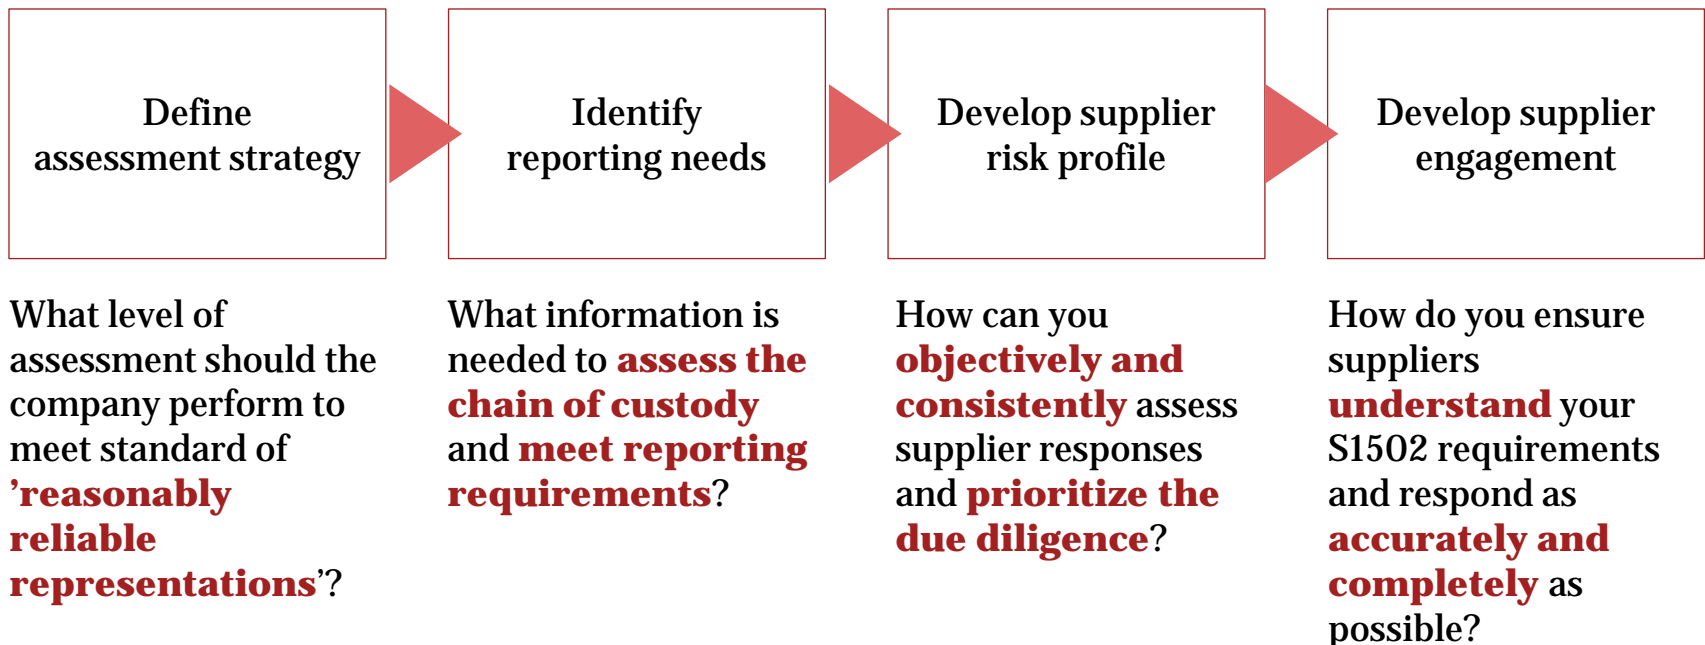 Define
assessment strategy
Identify
reporting needs
Develop supplier
risk profile
Develop supplier
engagement
What level of
assessment should the
company perform to
meet standard of
’reasonably
reliable
representations’?
What information is
needed to assess the
chain of custody
and meet reporting
requirements?
How can you
objectively and
consistently assess
supplier responses
and prioritize the
due diligence?
How do you ensure
suppliers
understand your
S1502 requirements
and respond as
accurately and
completely as
possible?